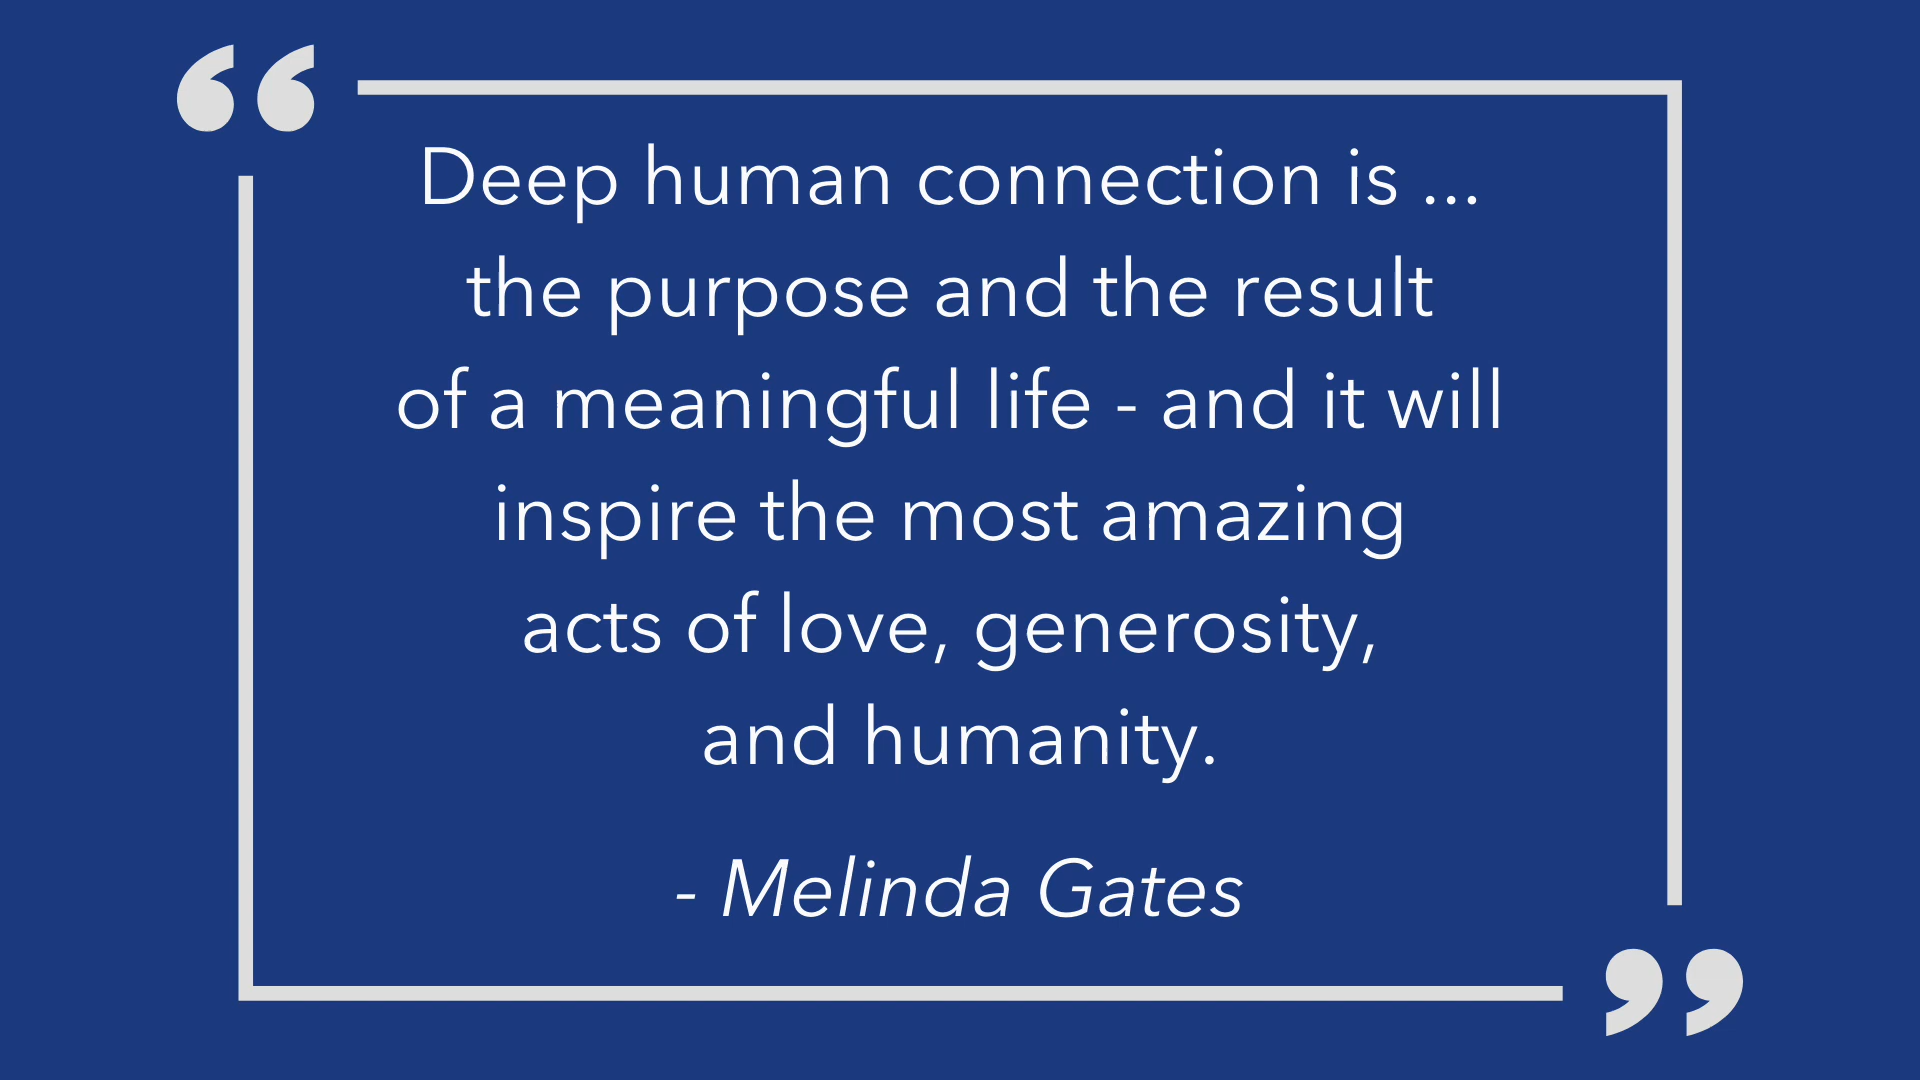 Deep human connection is ...
the purpose and the result
of a meaningful life - and it will
inspire the most amazing
acts of love, generosity,
and humanity.
- Melinda Gates